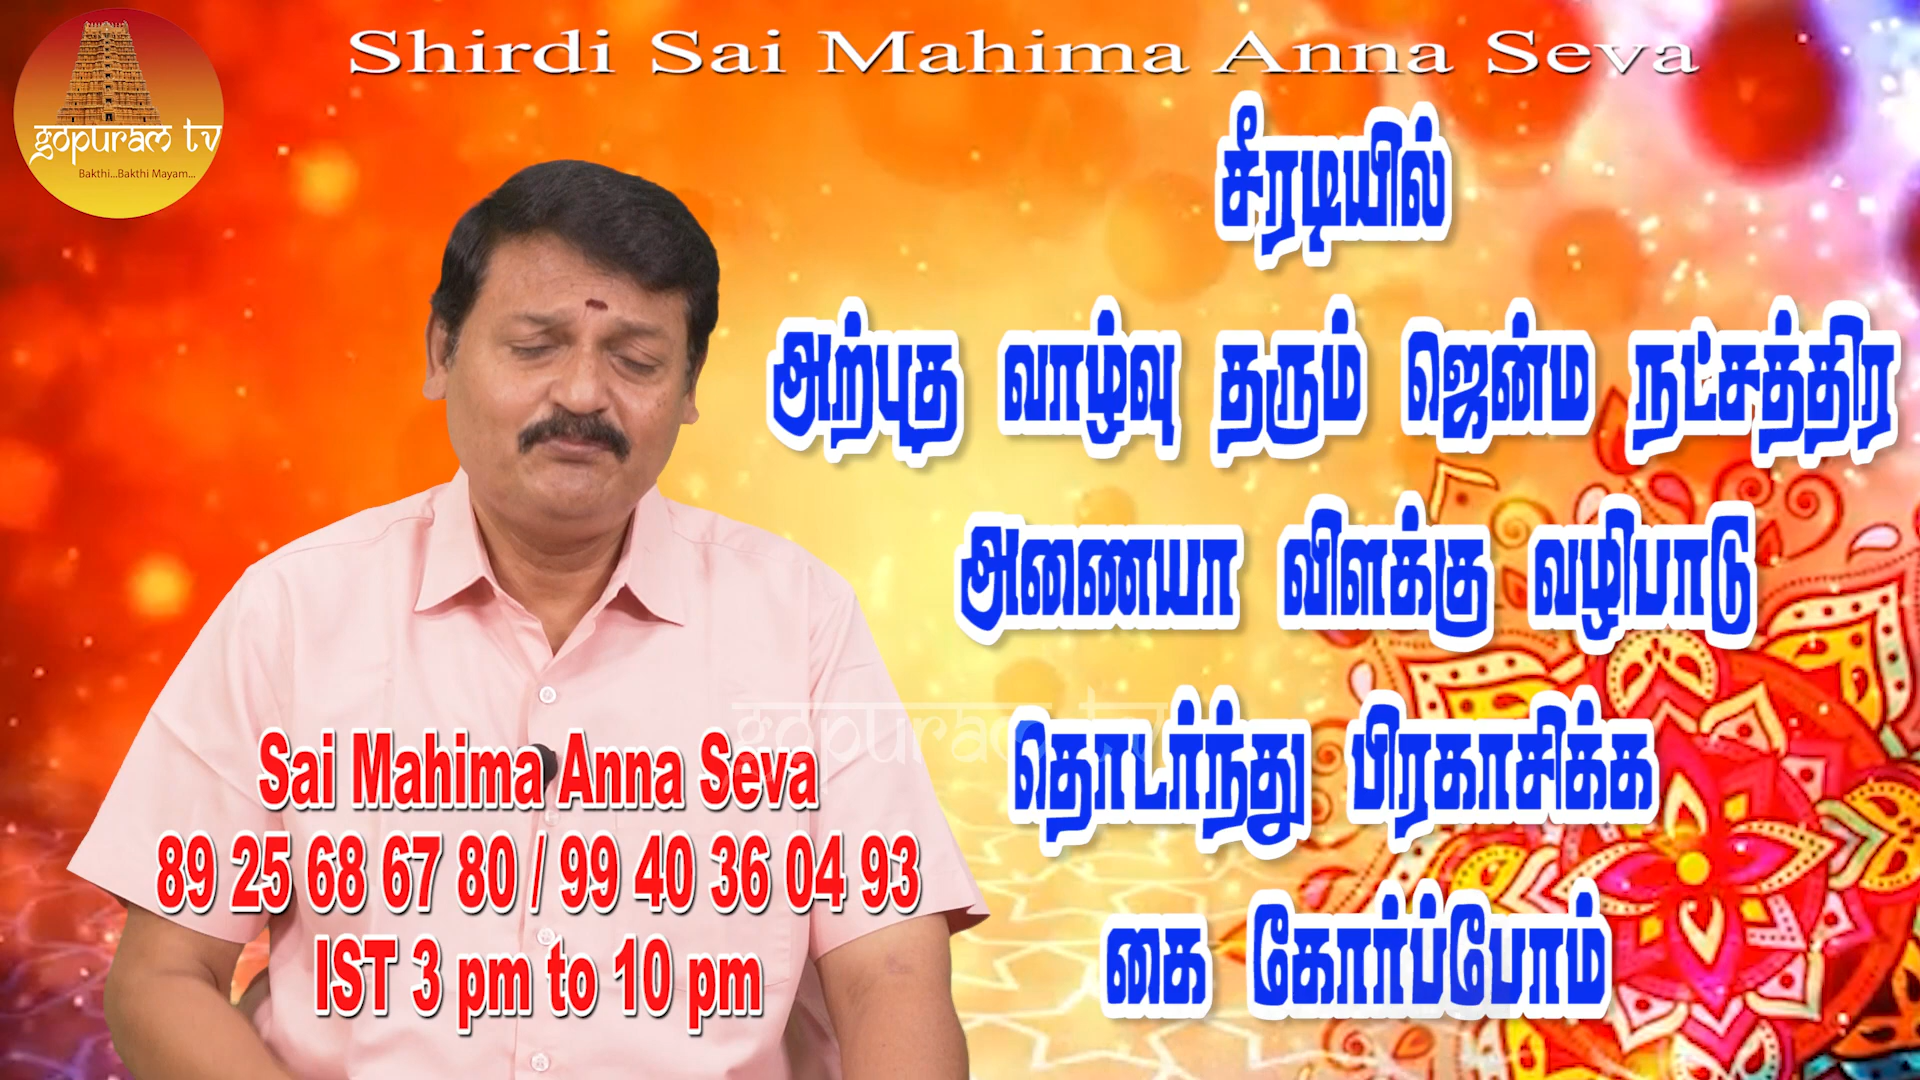 Shirdi Sai Mahima Anna Seva
gopuram tv
Bakthi...Bakthi Mayam...
சீரடியில்
அற்புத வாழ்வு தரும் ஜென்ம நட்சத்திர
அணையா விளக்கு வழிபாடு
தொடர்ந்து பிரகாசிக்க
கை கோர்ப்போம்
gopuram tv
Sai Mahima Anna Seva
89 25 68 67 80 / 99 40 36 04 93
IST 3 pm to 10 pm